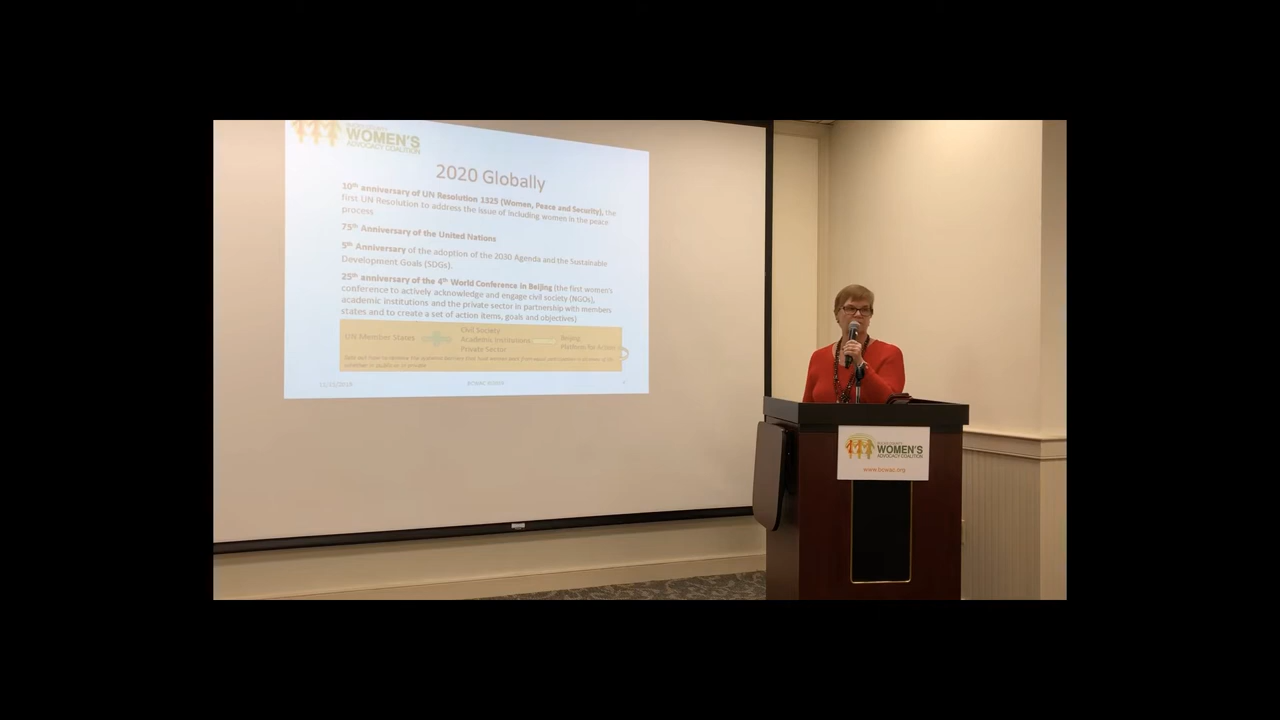 WOMEN'S
ADVOCACY COALITION
2020 Globally
10th anniversary of UN Resolution 1325 (Women, Peace and Security), the
first UN Resolution to address the issue of including women in the peace
process
75th Anniversary of the United Nations
5th Anniversary of the adoption of the 2030 Agenda and the Sustainable
Development Goals (SDGs).
25th anniversary of the 4th World Conference in Beijing (the first women's
conference to actively acknowledge and engage civil society (NGOs),
academic institutions and the private sector in partnership with members
states and to create a set of action items, goals and objectives)
UN Member States
Civil Society
Academic Institutions
Private Sector
Beijing
Platform for Action
WOMEN'S
ADVOCACY COALITION
www.bcwac.org